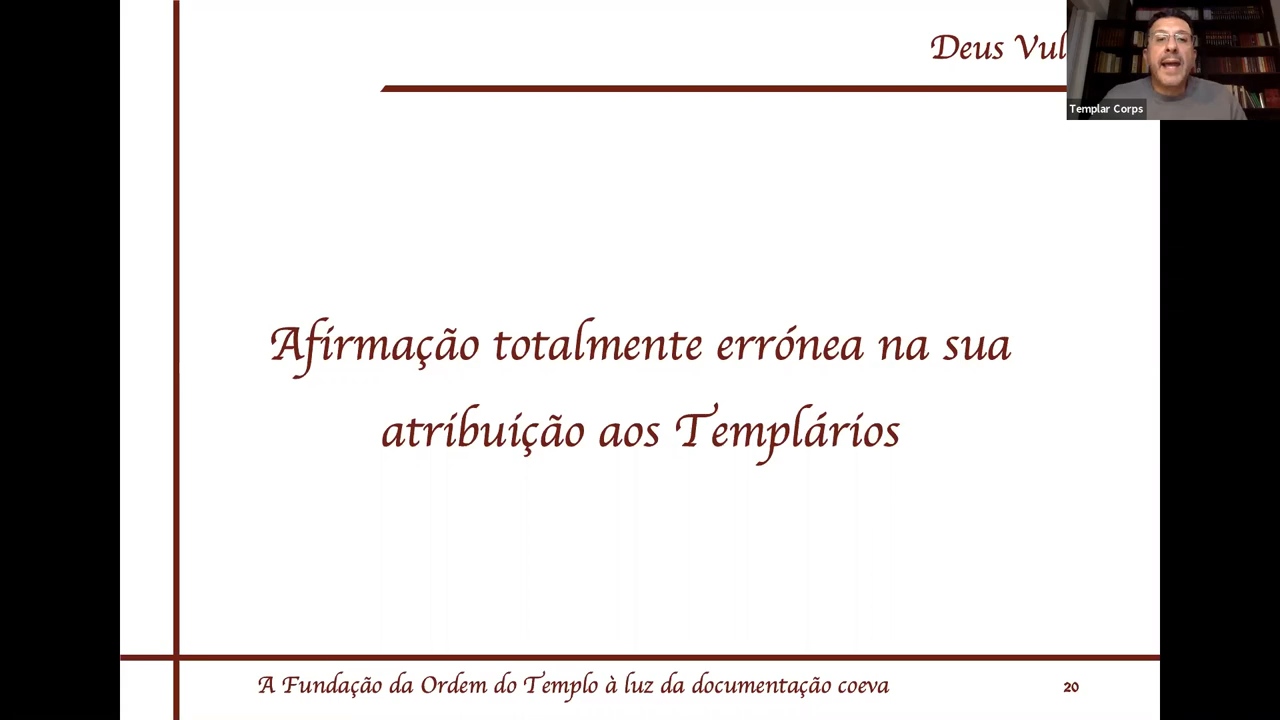 Deus Vul
Templar Corps
Afirmação totalmente errónea na sua
atribuição aos Templários
A Fundação da Ordem do Templo à luz da documentação coeva
20